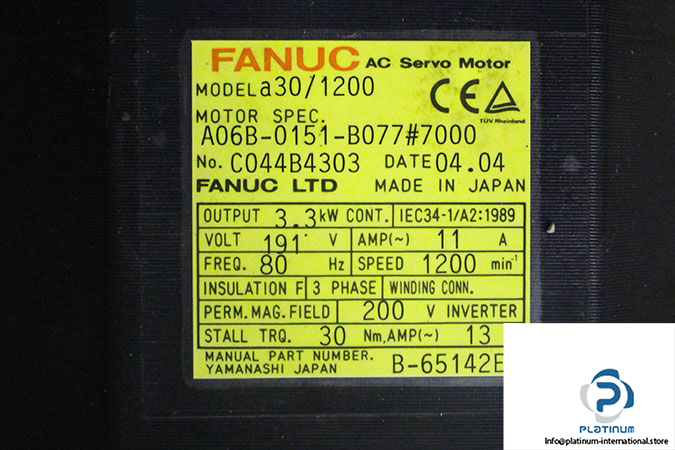 FANUC AC Servo Motor
MODEL a30/1200
CE TÜV Rheinland
MOTOR SPEC.
A06B-0151-B077#7000
No. C044B4303 DATE 04.04
FANUC LTD MADE IN JAPAN
OUTPUT 3.3 kW CONT. IEC34-1/A2:1989
VOLT 191 V AMP(~) 11 A
FREQ. 80 Hz SPEED 1200 min⁻¹
INSULATION F 3 PHASE WINDING CONN.
PERM. MAG. FIELD 200 V INVERTER
STALL TRQ. 30 Nm, AMP(~) 13
MANUAL PART NUMBER. B-65142E
YAMANASHI JAPAN
PLATINUM
Info@platinum-international.store